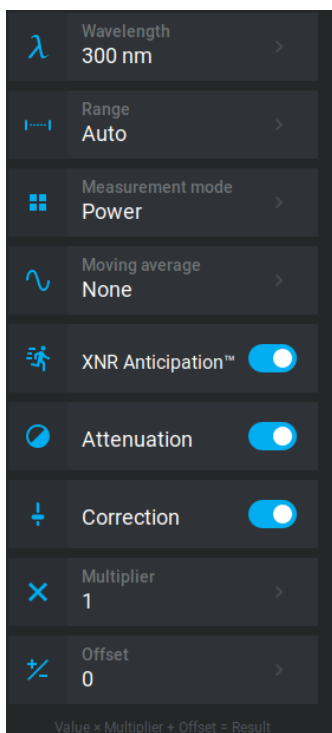 λ
Wavelength
300 nm
Range
Auto
Measurement mode
Power
Moving average
None
XNR Anticipation™
Attenuation
Correction
Multiplier
1
Offset
0
Value × Multiplier + Offset = Result